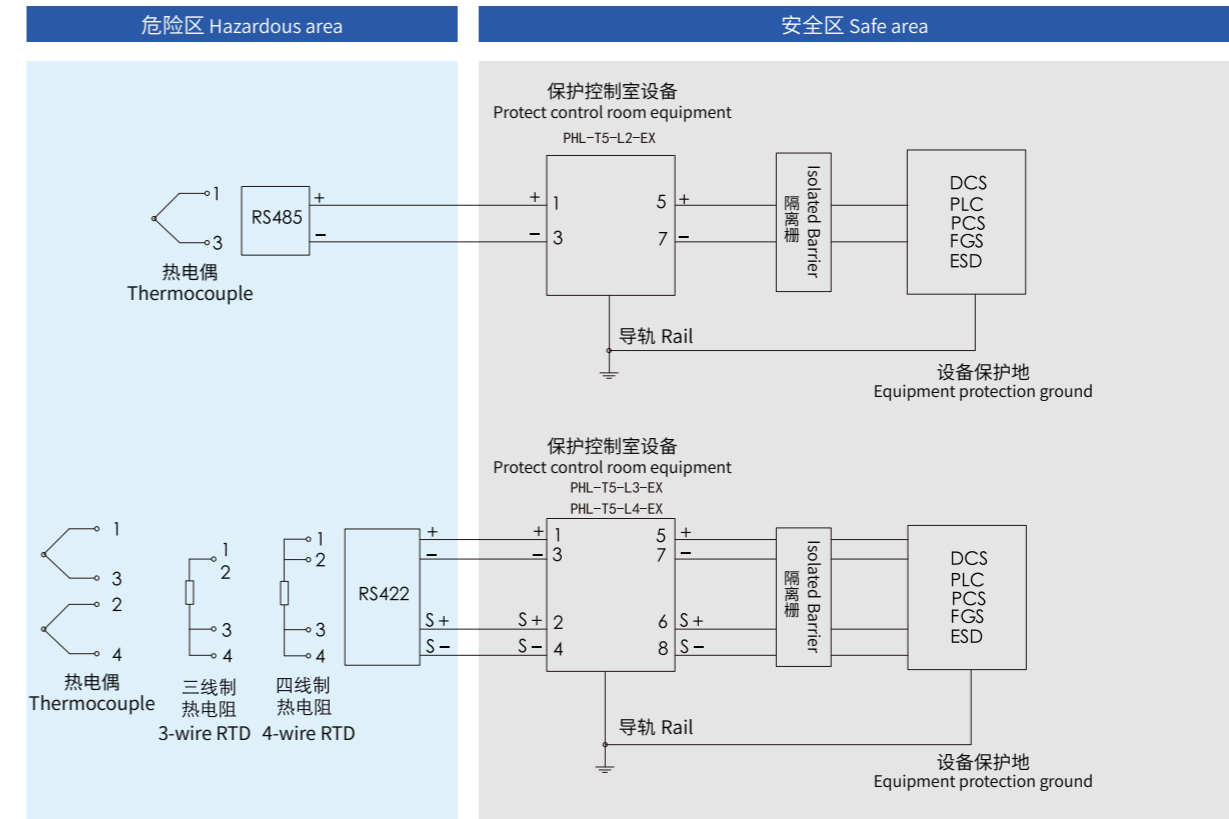 危险区 Hazardous area
安全区 Safe area
保护控制室设备
Protect control room equipment
PHL-T5-L2-EX
1
3
热电偶
Thermocouple
RS485
+
−
+
−
1
3
5
7
+
−
隔离栅
Isolated Barrier
DCS
PLC
PCS
FGS
ESD
导轨 Rail
设备保护地
Equipment protection ground
保护控制室设备
Protect control room equipment
PHL-T5-L3-EX
PHL-T5-L4-EX
1
3
2
4
热电偶
Thermocouple
1
2
3
4
三线制
热电阻
3-wire RTD
1
2
3
4
四线制
热电阻
4-wire RTD
RS422
+
−
S+
S−
+
−
S+
S−
1
3
2
4
5
7
6
8
+
−
S+
S−
隔离栅
Isolated Barrier
DCS
PLC
PCS
FGS
ESD
导轨 Rail
设备保护地
Equipment protection ground